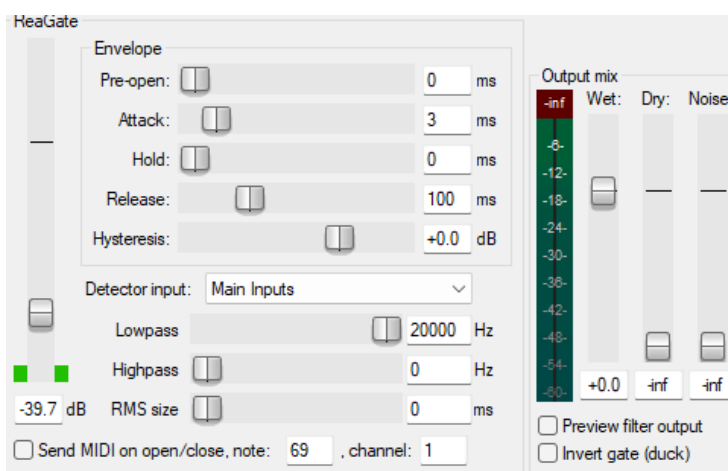 ReaGate
Envelope
Pre-open: 0 ms
Attack: 3 ms
Hold: 0 ms
Release: 100 ms
Hysteresis: +0.0 dB
Detector input: Main Inputs
Lowpass 20000 Hz
Highpass 0 Hz
-39.7 dB RMS size 0 ms
Send MIDI on open/close, note: 69 , channel: 1
Output mix
Wet: Dry: Noise
-inf
-6-
-12-
-18-
-24-
-30-
-36-
-42-
-48-
-54-
-60-
+0.0 -inf -inf
Preview filter output
Invert gate (duck)